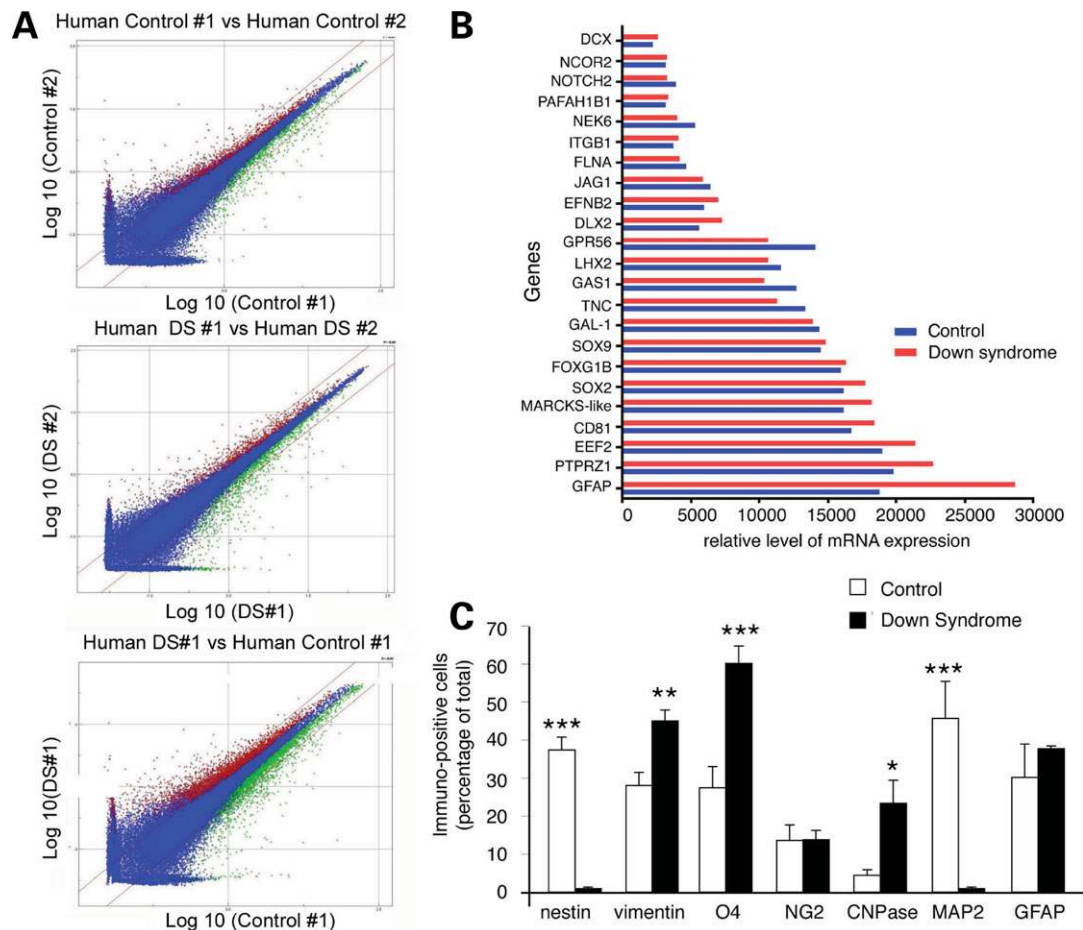 A
Human Control #1 vs Human Control #2
Log 10 (Control #2)
Log 10 (Control #1)
Human DS #1 vs Human DS #2
Log 10 (DS #2)
Log 10 (DS#1)
Human DS#1 vs Human Control #1
Log 10(DS#1)
Log 10 (Control #1)
B
DCX
NCOR2
NOTCH2
PAFAH1B1
NEK6
ITGB1
FLNA
JAG1
EFNB2
DLX2
GPR56
LHX2
GAS1
TNC
GAL-1
SOX9
FOXG1B
SOX2
MARCKS-like
CD81
EEF2
PTPRZ1
GFAP
Genes
Control
Down syndrome
0 5000 10000 15000 20000 25000 30000
relative level of mRNA expression
C
Control
Down Syndrome
Immuno-positive cells
(percentage of total)
70
60
50
40
30
20
10
0
*** ** *** * ***
nestin vimentin O4 NG2 CNPase MAP2 GFAP